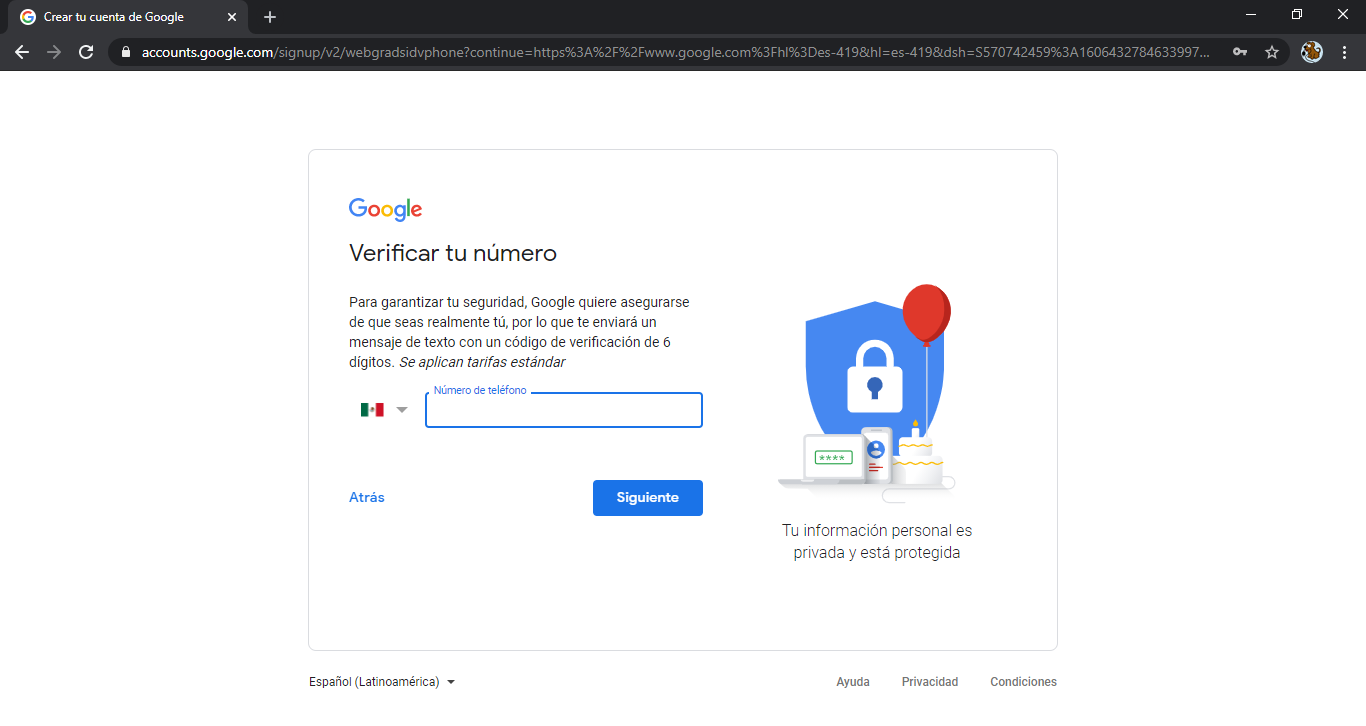 Crear tu cuenta de Google
accounts.google.com/signup/v2/webgradsidvphone?continue=https%3A%2F%2Fwww.google.com%3Fhl%3Des-419&hl=es-419&dsh=S570742459%3A1606432784633997...
Google
Verificar tu número
Para garantizar tu seguridad, Google quiere asegurarse
de que seas realmente tú, por lo que te enviará un
mensaje de texto con un código de verificación de 6
dígitos. Se aplican tarifas estándar
Número de teléfono
Atrás
Siguiente
****
Tu información personal es
privada y está protegida
Español (Latinoamérica)
Ayuda
Privacidad
Condiciones